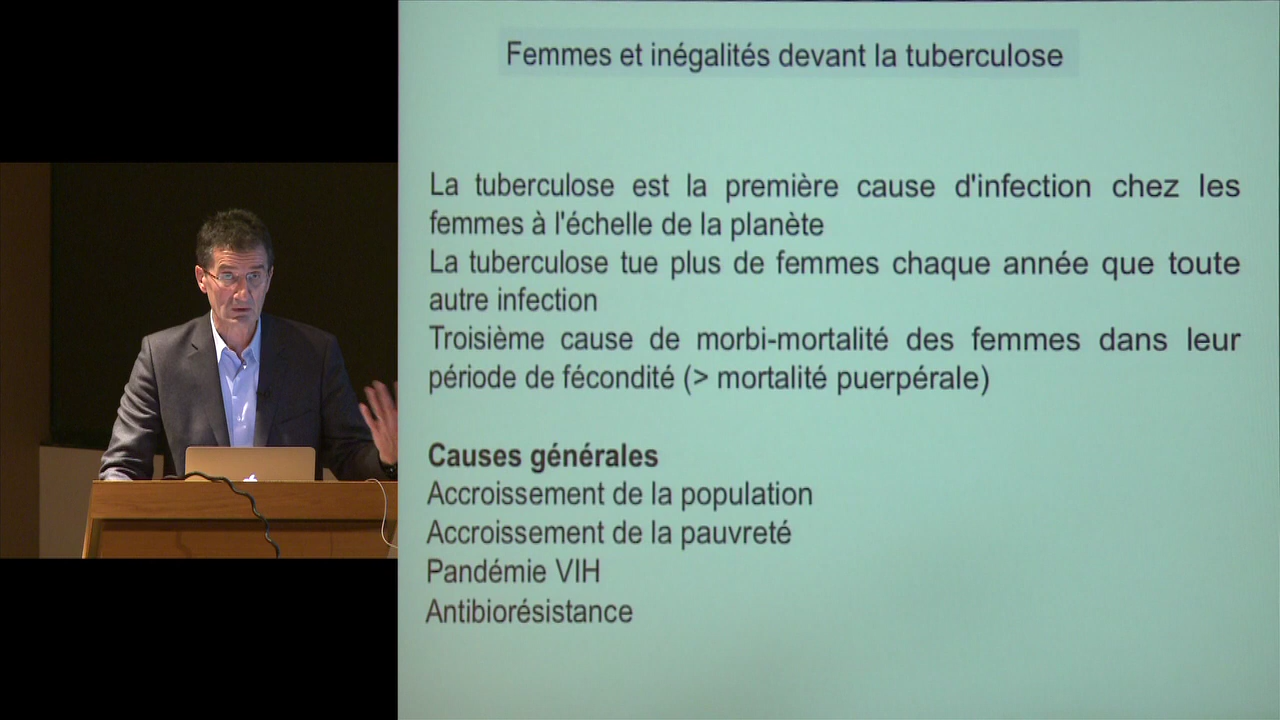 Femmes et inégalités devant la tuberculose
La tuberculose est la première cause d'infection chez les
femmes à l'échelle de la planète
La tuberculose tue plus de femmes chaque année que toute
autre infection
Troisième cause de morbi-mortalité des femmes dans leur
période de fécondité (> mortalité puerpérale)
Causes générales
Accroissement de la population
Accroissement de la pauvreté
Pandémie VIH
Antibiorésistance